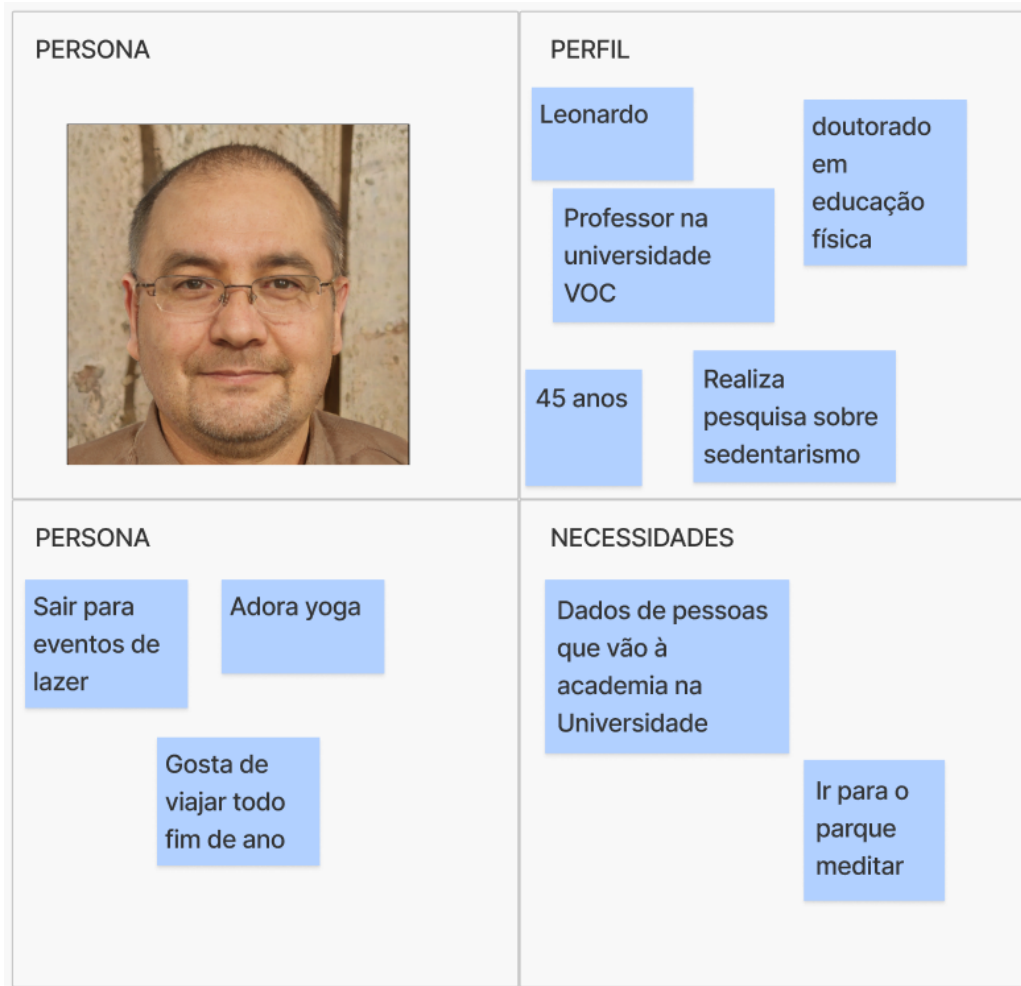 PERSONA
PERFIL
Leonardo
doutorado
em
educação
física
Professor na
universidade
VOC
45 anos
Realiza
pesquisa sobre
sedentarismo
PERSONA
Sair para
eventos de
lazer
Adora yoga
Gosta de
viajar todo
fim de ano
NECESSIDADES
Dados de pessoas
que vão à
academia na
Universidade
Ir para o
parque
meditar